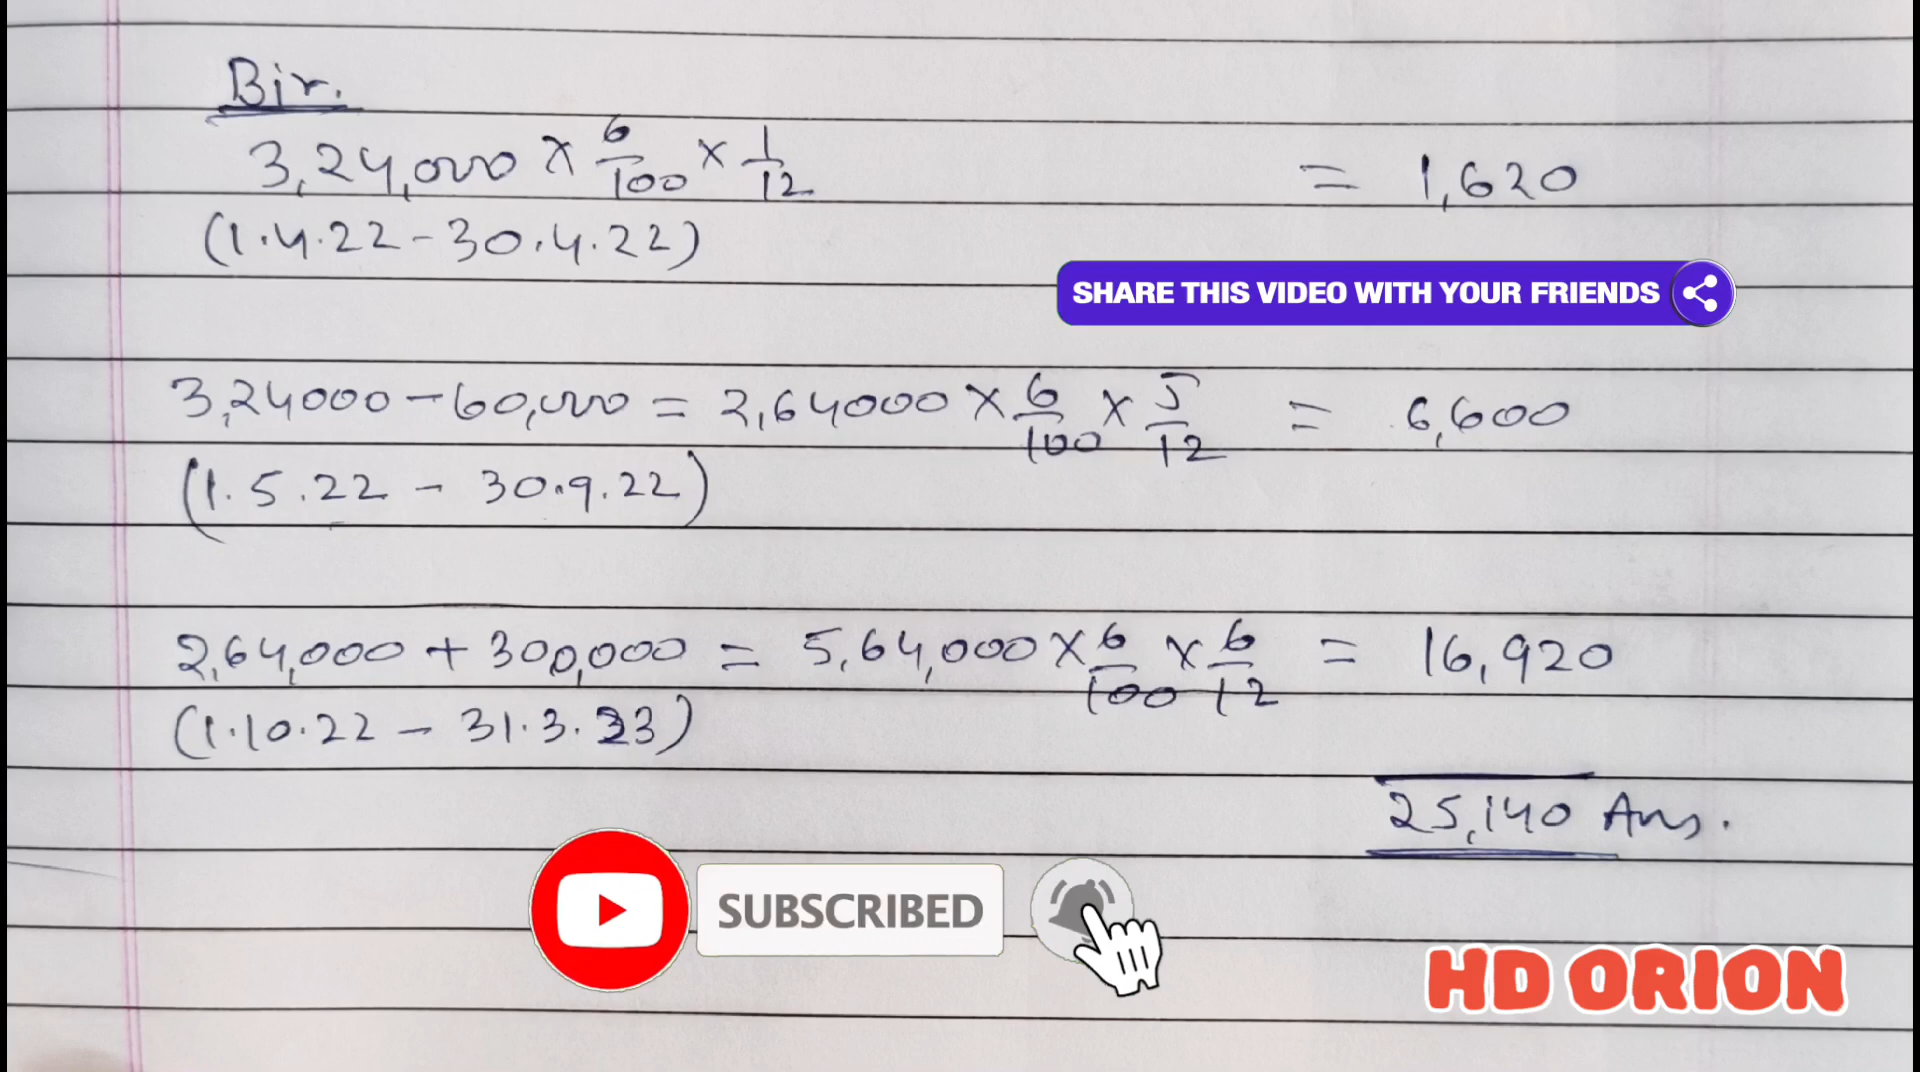 Bir.
3,24,000 × 6/100 × 1/12 = 1,620
(1.4.22 - 30.4.22)
SHARE THIS VIDEO WITH YOUR FRIENDS
3,24000 - 60,000 = 2,64000 × 6/100 × 5/12 = 6,600
(1.5.22 - 30.9.22)
2,64,000 + 300,000 = 5,64,000 × 6/100 × 6/12 = 16,920
(1.10.22 - 31.3.23)
25,140 Ans.
SUBSCRIBED
HD ORION